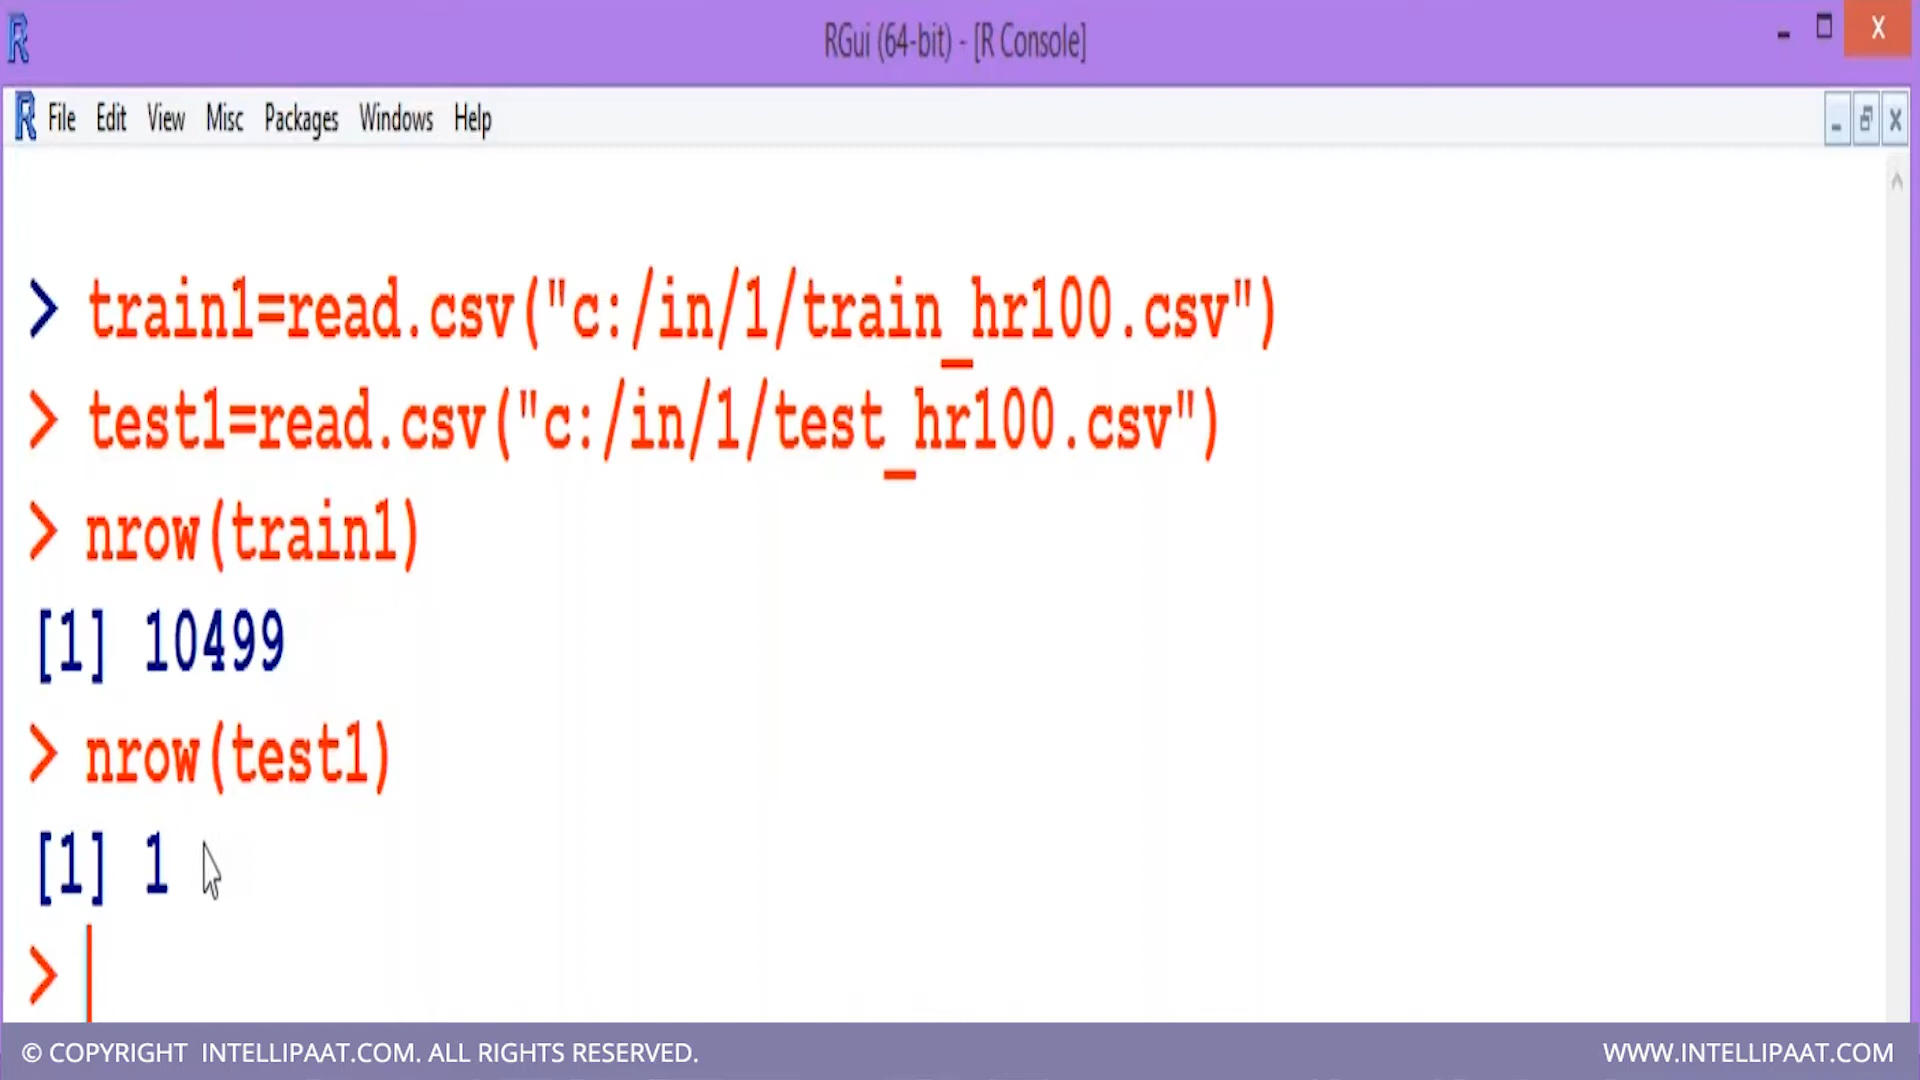 RGui (64-bit) - [R Console]
File Edit View Misc Packages Windows Help
> train1=read.csv("c:/in/1/train_hr100.csv")
> test1=read.csv("c:/in/1/test_hr100.csv")
> nrow(train1)
[1] 10499
> nrow(test1)
[1] 1
>
© COPYRIGHT INTELLIPAAT.COM. ALL RIGHTS RESERVED.
WWW.INTELLIPAAT.COM